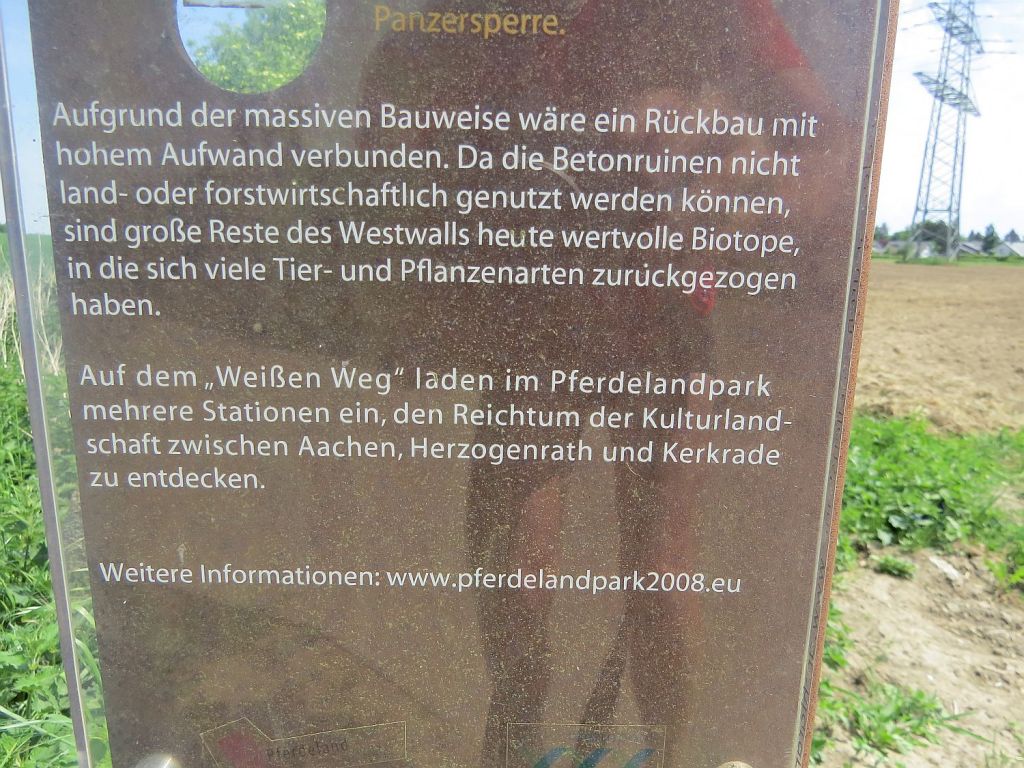 Panzersperre.
Aufgrund der massiven Bauweise wäre ein Rückbau mit
hohem Aufwand verbunden. Da die Betonruinen nicht
land- oder forstwirtschaftlich genutzt werden können,
sind große Reste des Westwalls heute wertvolle Biotope,
in die sich viele Tier- und Pflanzenarten zurückgezogen
haben.
Auf dem „Weißen Weg“ laden im Pferdelandpark
mehrere Stationen ein, den Reichtum der Kulturland-
schaft zwischen Aachen, Herzogenrath und Kerkrade
zu entdecken.
Weitere Informationen: www.pferdelandpark2008.eu
Pferdeland